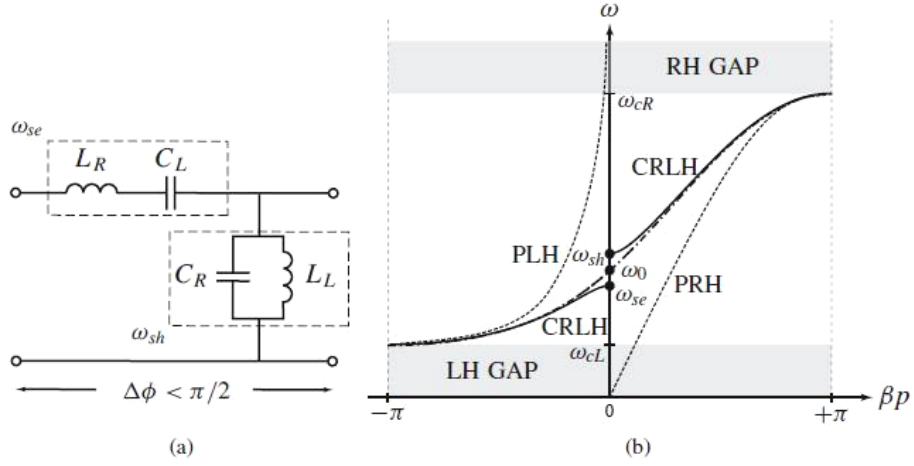 ω_se
L_R
C_L
C_R
L_L
ω_sh
Δϕ < π/2
(a)
ω
RH GAP
ω_cR
CRLH
PLH
ω_sh
ω_0
ω_se
PRH
CRLH
ω_cL
LH GAP
−π
0
+π
βp
(b)